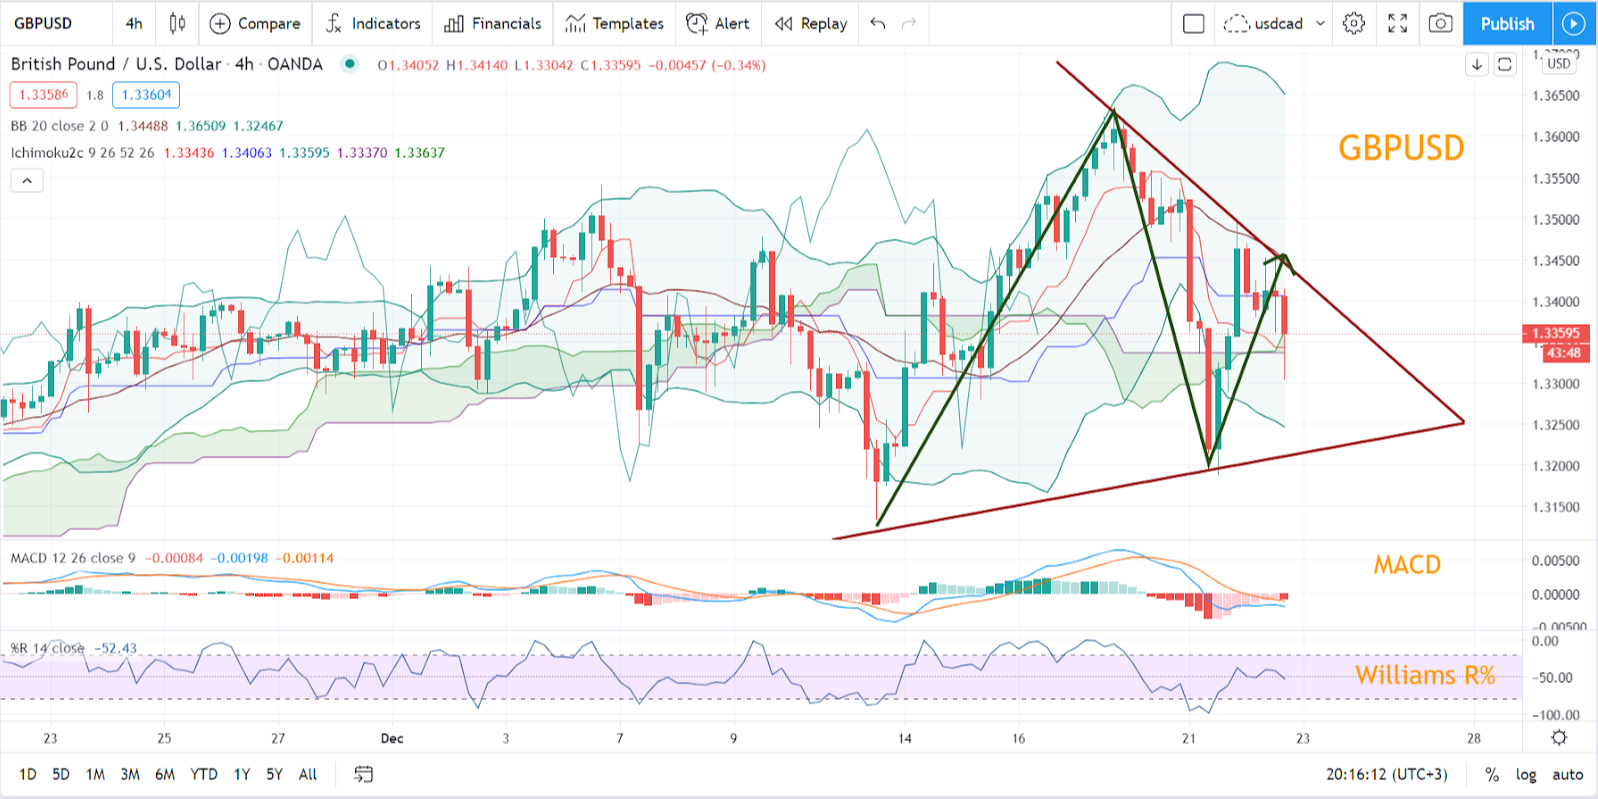 GBPUSD 4h Compare Indicators Financials Templates Alert Replay usdcad Publish
British Pound / U.S. Dollar · 4h · OANDA O1.34052 H1.34140 L1.33042 C1.33595 −0.00457 (−0.34%)
USD
1.33586 1.8 1.33604
BB 20 close 2 0 1.34488 1.36509 1.32467
Ichimoku2c 9 26 52 26 1.33436 1.34063 1.33595 1.33370 1.33637
GBPUSD
1.36500
1.36000
1.35500
1.35000
1.34500
1.34000
1.33595
43:48
1.33000
1.32500
1.32000
1.31500
MACD 12 26 close 9 −0.00084 −0.00198 −0.00114
MACD
0.00500
0.00000
−0.00500
%R 14 close −52.43
Williams R%
0.00
−50.00
−100.00
23 25 27 Dec 3 7 9 14 16 21 23 28
1D 5D 1M 3M 6M YTD 1Y 5Y All 20:16:12 (UTC+3) % log auto